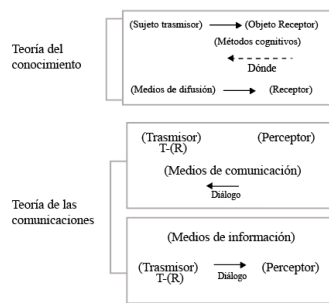 Teoría del
conocimiento
(Sujeto trasmisor)
(Objeto Receptor)
(Métodos cognitivos)
Dónde
(Medios de difusión)
(Receptor)
Teoría de las
comunicaciones
(Trasmisor)
T-(R)
(Perceptor)
(Medios de comunicación)
Diálogo
(Medios de información)
(Trasmisor)
T-(R)
Diálogo
(Perceptor)